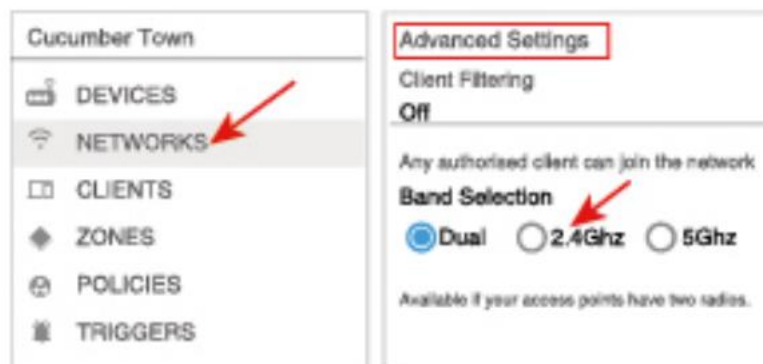 Cucumber Town
DEVICES
NETWORKS
CLIENTS
ZONES
POLICIES
TRIGGERS
Advanced Settings
Client Filtering
Off
Any authorised client can join the network
Band Selection
Dual 2.4Ghz 5Ghz
Available if your access points have two radios.